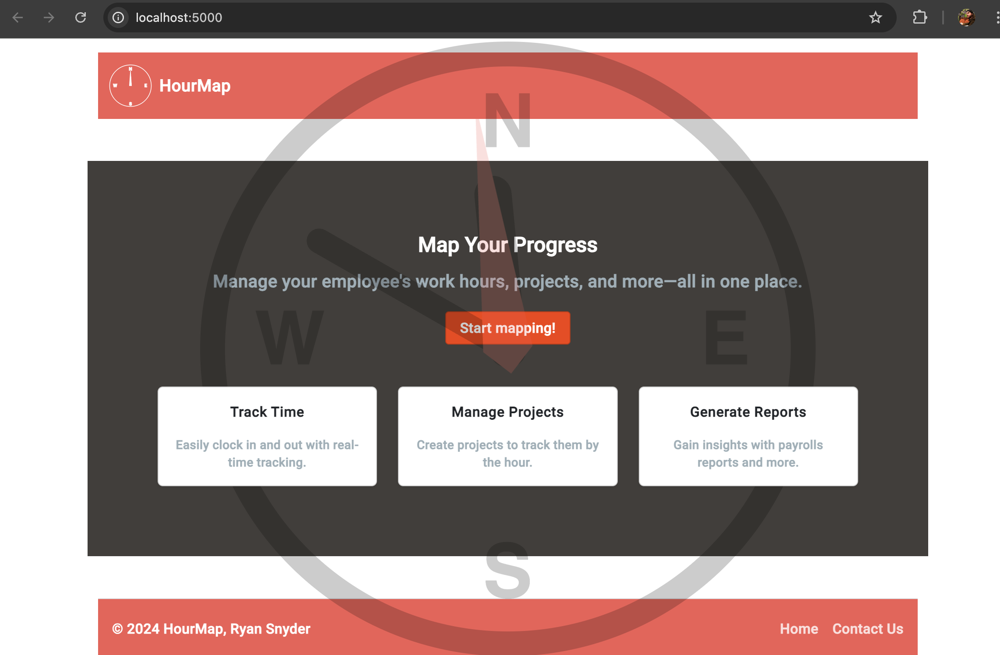 localhost:5000
N
W E
S
HourMap
N
Map Your Progress
Manage your employee's work hours, projects, and more—all in one place.
W
Start mapping!
E
Track Time
Easily clock in and out with real-
time tracking.
Manage Projects
Create projects to track them by
the hour.
Generate Reports
Gain insights with payrolls
reports and more.
S
© 2024 HourMap, Ryan Snyder
Home Contact Us